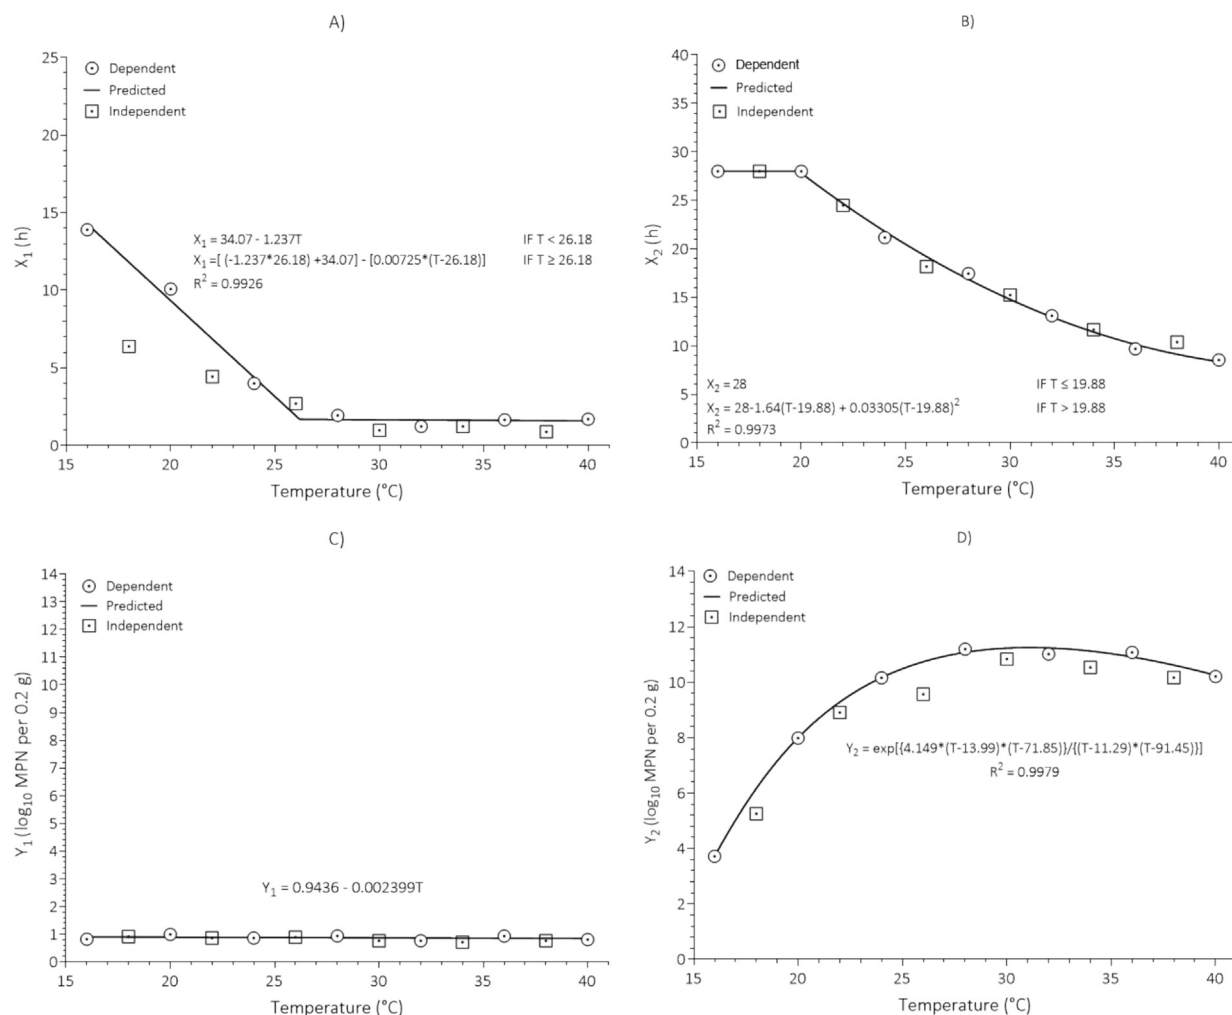 A)
25
20
15
10
5
0
X₁ (h)
Dependent
Predicted
Independent
X₁ = 34.07 - 1.237T IF T < 26.18
X₁ =[ (-1.237*26.18) +34.07] - [0.00725*(T-26.18)] IF T ≥ 26.18
R² = 0.9926
15 20 25 30 35 40
Temperature (°C)
B)
40
35
30
25
20
15
10
5
0
X₂ (h)
Dependent
Predicted
Independent
X₂ = 28 IF T ≤ 19.88
X₂ = 28-1.64(T-19.88) + 0.03305(T-19.88)² IF T > 19.88
R² = 0.9973
15 20 25 30 35 40
Temperature (°C)
C)
14
13
12
11
10
9
8
7
6
5
4
3
2
1
0
Y₁ (log₁₀ MPN per 0.2 g)
Dependent
Predicted
Independent
Y₁ = 0.9436 - 0.002399T
15 20 25 30 35 40
Temperature (°C)
D)
14
12
10
8
6
4
2
0
Y₂ (log₁₀ MPN per 0.2 g)
Dependent
Predicted
Independent
Y₂ = exp[{4.149*(T-13.99)*(T-71.85)}/{(T-11.29)*(T-91.45)}]
R² = 0.9979
15 20 25 30 35 40
Temperature (°C)